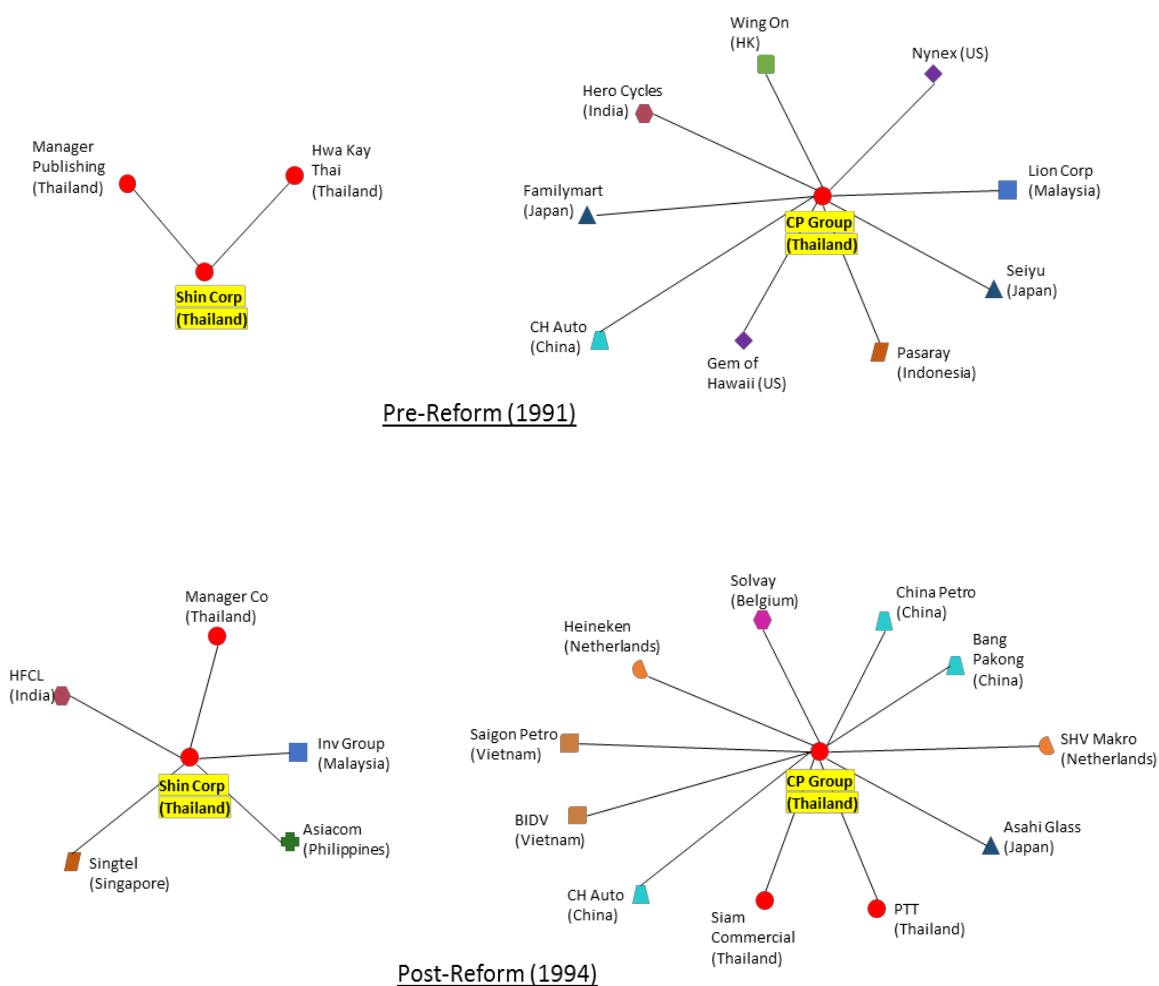 Wing On
(HK)
Nynex (US)
Hero Cycles
(India)
Manager
Publishing
(Thailand)
Hwa Kay
Thai
(Thailand)
Lion Corp
(Malaysia)
Familymart
(Japan)
CP Group
(Thailand)
Seiyu
(Japan)
Shin Corp
(Thailand)
CH Auto
(China)
Gem of
Hawaii (US)
Pasaray
(Indonesia)
Pre-Reform (1991)
Solvay
(Belgium)
China Petro
(China)
Manager Co
(Thailand)
Heineken
(Netherlands)
Bang
Pakong
(China)
HFCL
(India)
Saigon Petro
(Vietnam)
SHV Makro
(Netherlands)
Inv Group
(Malaysia)
Shin Corp
(Thailand)
CP Group
(Thailand)
BIDV
(Vietnam)
Asahi Glass
(Japan)
Asiacom
(Philippines)
Singtel
(Singapore)
CH Auto
(China)
Siam
Commercial
(Thailand)
PTT
(Thailand)
Post-Reform (1994)